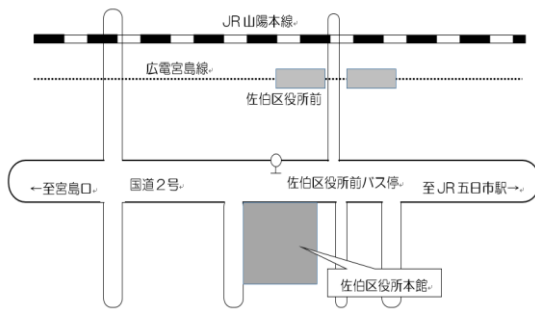 JR山陽本線
広電宮島線
佐伯区役所前
←至宮島口
国道2号
佐伯区役所前バス停
至JR五日市駅→
佐伯区役所本館